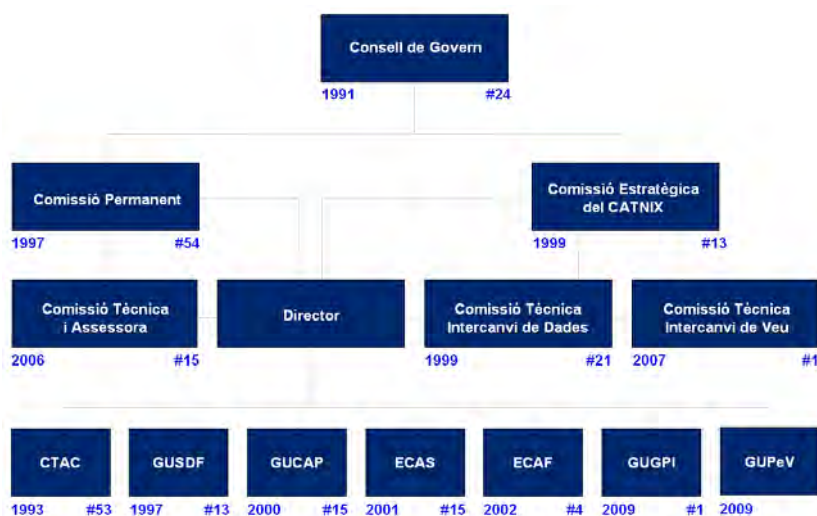 Consell de Govern
1991 #24
Comissió Permanent
Comissió Estratègica
del CATNIX
1997 #54
1999 #13
Comissió Tècnica
i Assessora
Director
Comissió Tècnica
Intercanvi de Dades
Comissió Tècnica
Intercanvi de Veu
2006 #15
1999 #21
2007 #1
CTAC GUSDF GUCAP ECAS ECAF GUGPI GUPeV
1993 #53 1997 #13 2000 #15 2001 #15 2002 #4 2009 #1 2009